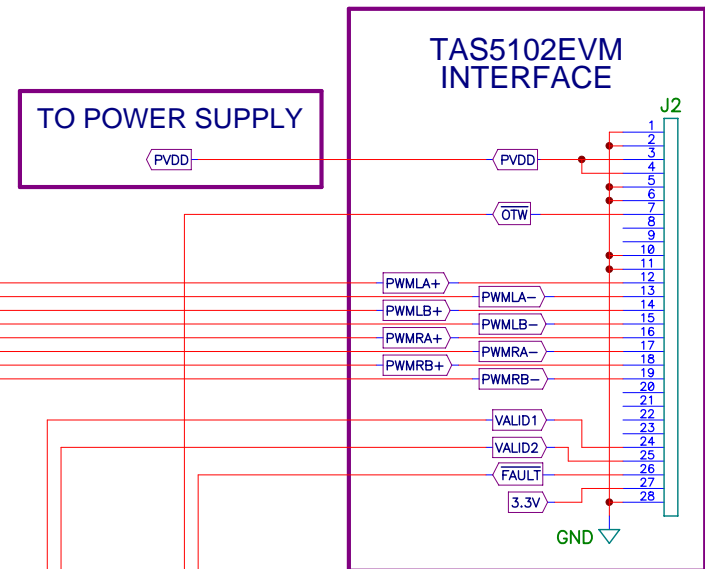 TAS5102EVM
INTERFACE
J2
TO POWER SUPPLY
1
2
PVDD
PVDD
3
4
5
6
OTW
7
8
9
10
11
PWMLA+
12
PWMLA-
13
PWMLB+
14
PWMLB-
15
PWMRA+
16
PWMRA-
17
PWMRB+
18
PWMRB-
19
20
21
VALID1
22
23
24
VALID2
25
FAULT
26
27
3.3V
28
GND